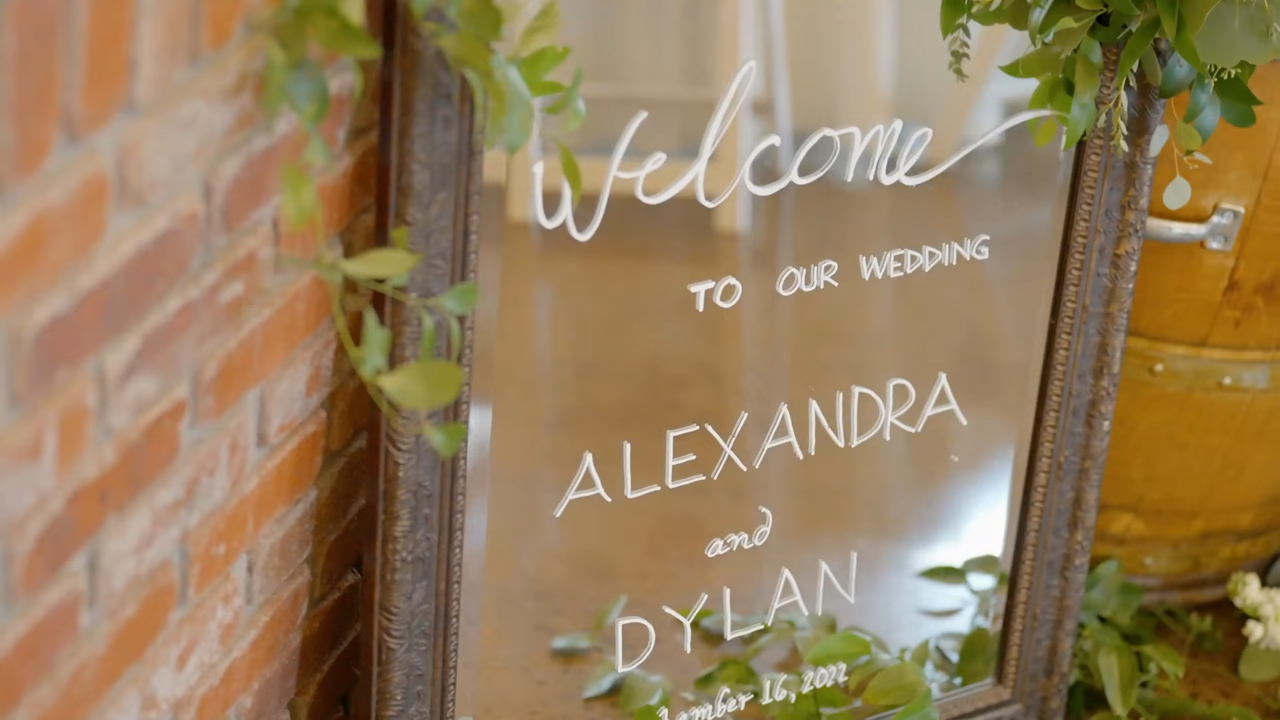 Welcome
TO OUR WEDDING
ALEXANDRA
and
DYLAN
16, 2022